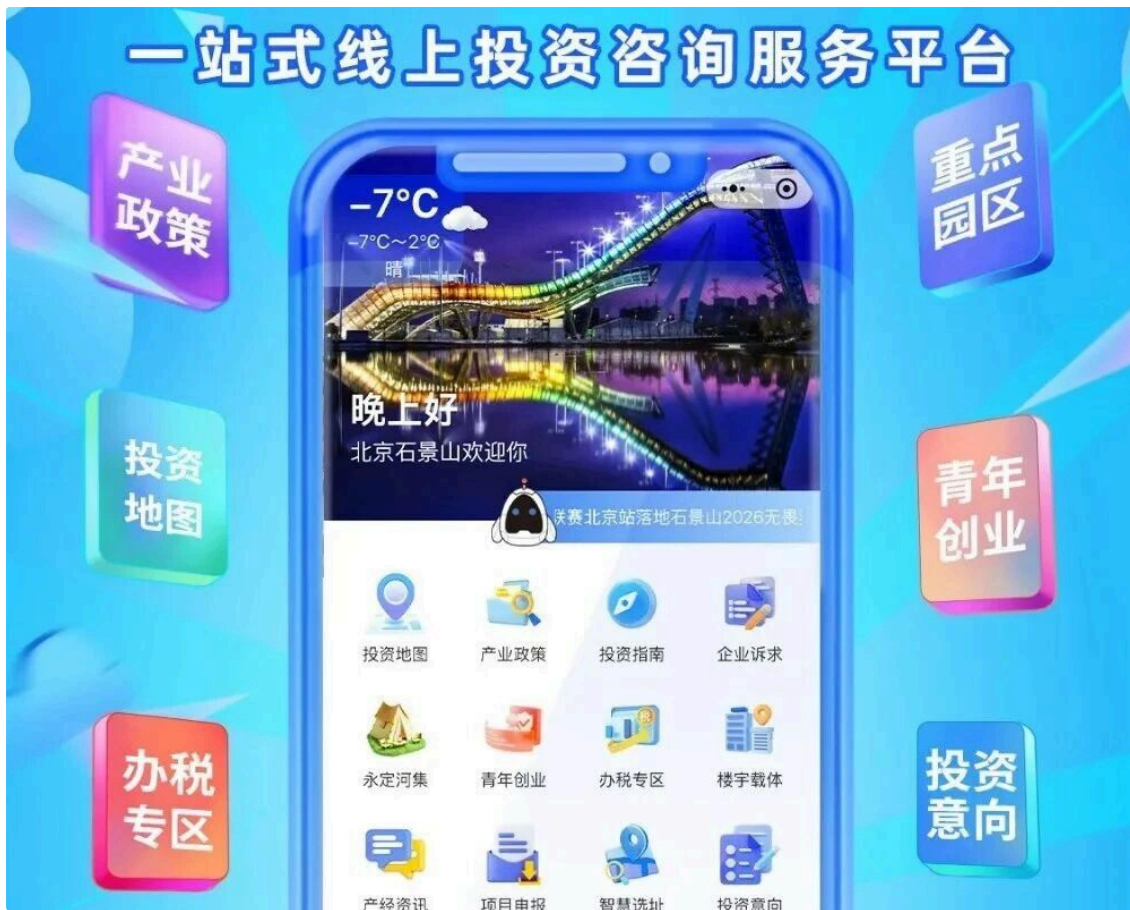 一站式线上投资咨询服务平台
产业
政策
重点
园区
投资
地图
青年
创业
办税
专区
投资
意向
-7°C
-7°C~2°C
晴
晚上好
北京石景山欢迎你
联赛北京站落地石景山2026无畏
投资地图 产业政策 投资指南 企业诉求
永定河集 青年创业 办税专区 楼宇载体
产经资讯 项目申报 智慧选址 投资意向